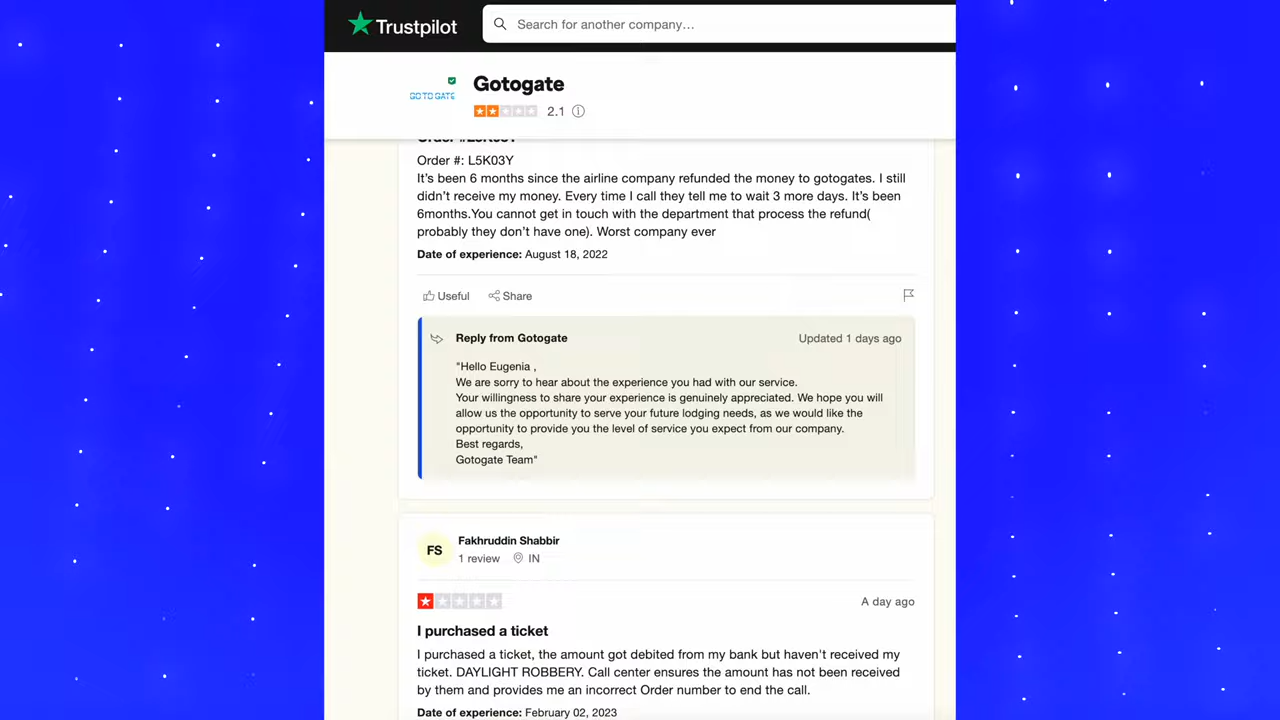 Trustpilot
Search for another company…
GOTOGATE
Gotogate
2.1
Order #: L5K03Y
It’s been 6 months since the airline company refunded the money to gotogates. I still
didn’t receive my money. Every time I call they tell me to wait 3 more days. It’s been
6months.You cannot get in touch with the department that process the refund(
probably they don’t have one). Worst company ever
Date of experience: August 18, 2022
Useful
Share
Reply from Gotogate
Updated 1 days ago
"Hello Eugenia ,
We are sorry to hear about the experience you had with our service.
Your willingness to share your experience is genuinely appreciated. We hope you will
allow us the opportunity to serve your future lodging needs, as we would like the
opportunity to provide you the level of service you expect from our company.
Best regards,
Gotogate Team"
FS
Fakhruddin Shabbir
1 review
IN
A day ago
I purchased a ticket
I purchased a ticket, the amount got debited from my bank but haven't received my
ticket. DAYLIGHT ROBBERY. Call center ensures the amount has not been received
by them and provides me an incorrect Order number to end the call.
Date of experience: February 02, 2023